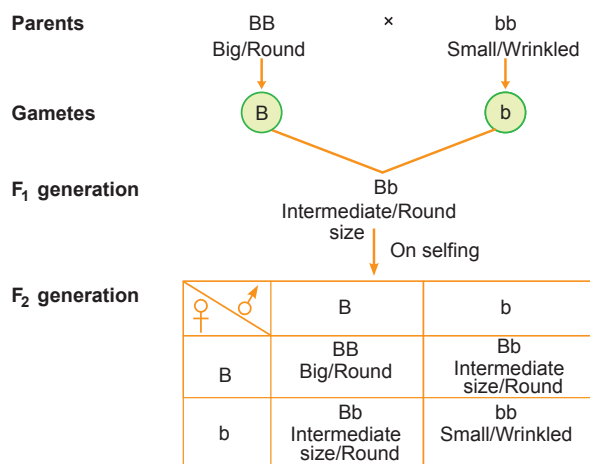 Parents BB × bb
Big/Round Small/Wrinkled
Gametes B b
F₁ generation Bb
Intermediate/Round
size
On selfing
F₂ generation
♀ ♂ B b
B BB Bb
Big/Round Intermediate
size/Round
b Bb bb
Intermediate Small/Wrinkled
size/Round